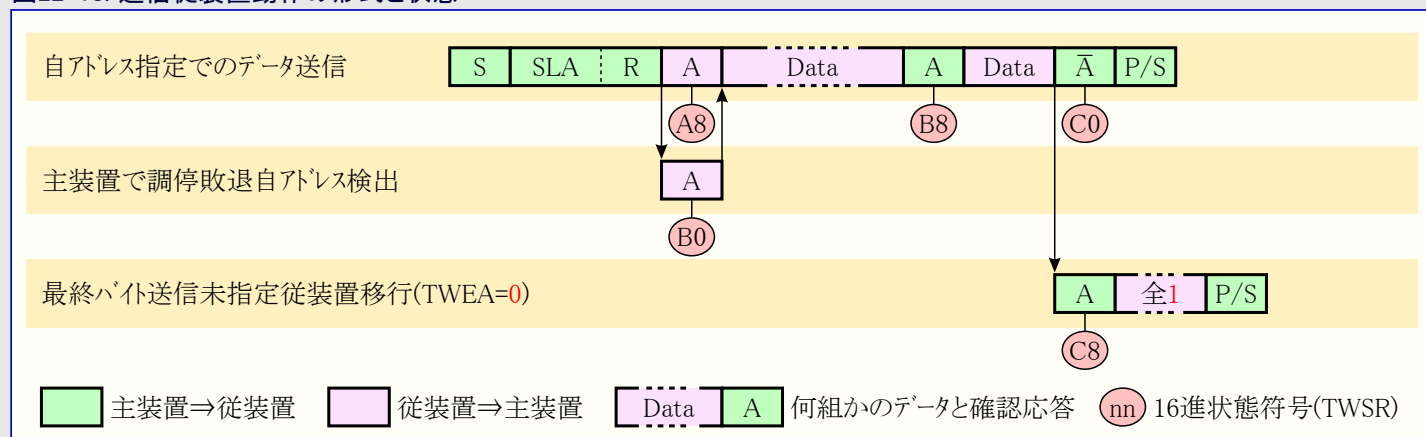 自アドレス指定でのデータ送信 S SLA R A Data A Data A̅ P/S
A8 B8 C0
主装置で調停敗退自アドレス検出 A
B0
最終バイト送信未指定従装置移行(TWEA=0) A 全1 P/S
C8
主装置⇒従装置 従装置⇒主装置 Data A 何組かのデータと確認応答 nn 16進状態符号(TWSR)